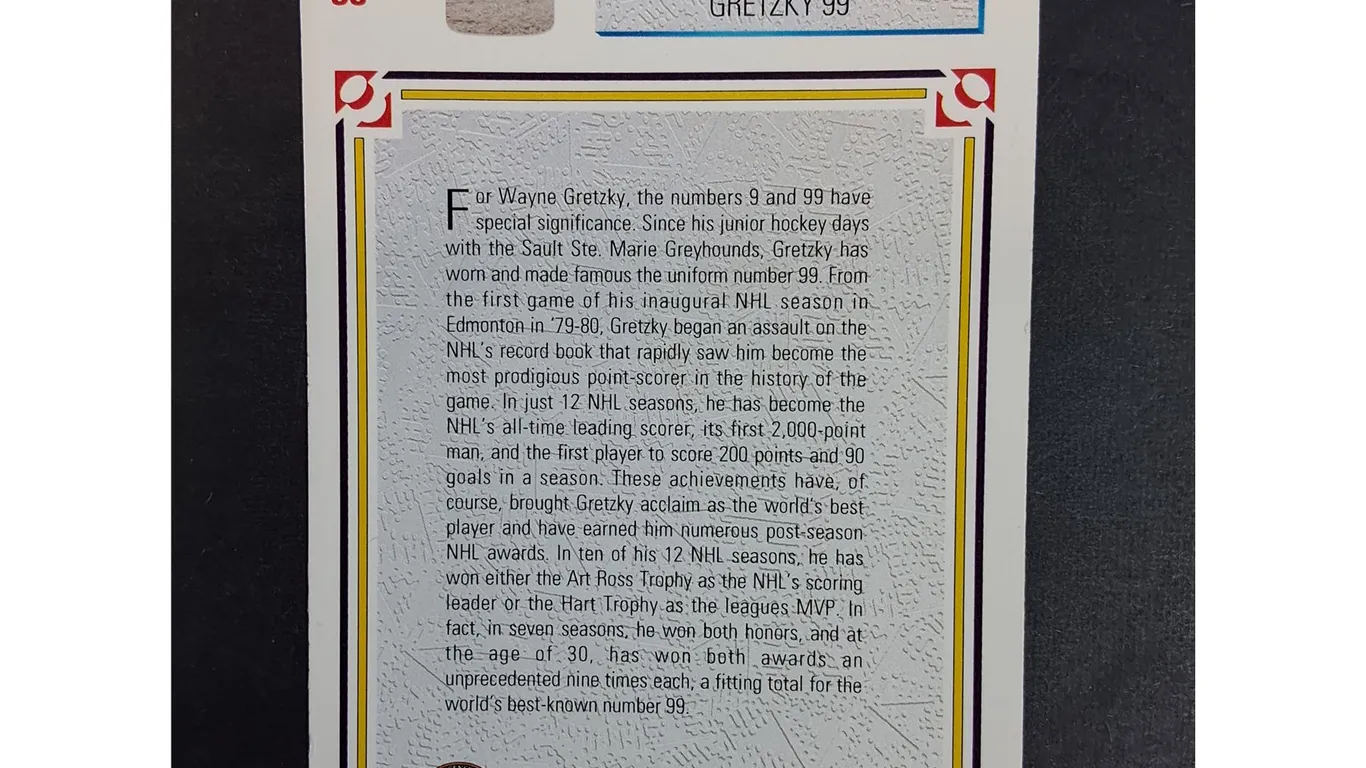 GRETZKY 99
For Wayne Gretzky, the numbers 9 and 99 have
special significance. Since his junior hockey days
with the Sault Ste. Marie Greyhounds, Gretzky has
worn and made famous the uniform number 99. From
the first game of his inaugural NHL season in
Edmonton in '79-80, Gretzky began an assault on the
NHL's record book that rapidly saw him become the
most prodigious point-scorer in the history of the
game. In just 12 NHL seasons, he has become the
NHL's all-time leading scorer, its first 2,000-point
man, and the first player to score 200 points and 90
goals in a season. These achievements have, of
course, brought Gretzky acclaim as the world's best
player and have earned him numerous post-season
NHL awards. In ten of his 12 NHL seasons, he has
won either the Art Ross Trophy as the NHL's scoring
leader or the Hart Trophy as the leagues MVP. In
fact, in seven seasons, he won both honors, and at
the age of 30, has won both awards an
unprecedented nine times each, a fitting total for the
world's best-known number 99.